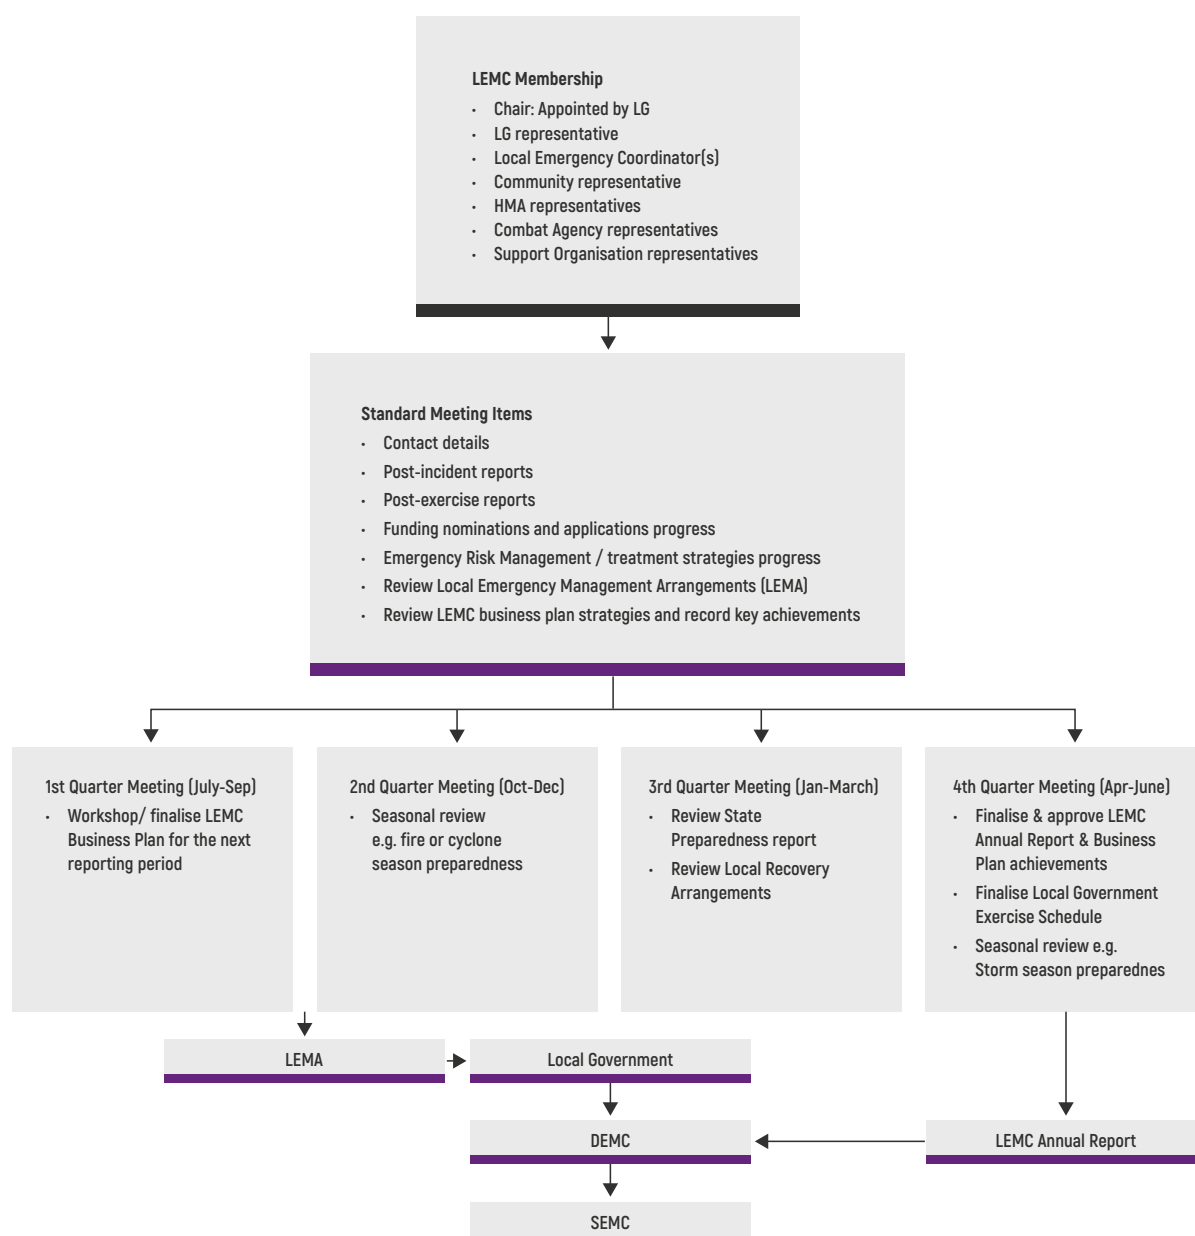 LEMC Membership
• Chair: Appointed by LG
• LG representative
• Local Emergency Coordinator(s)
• Community representative
• HMA representatives
• Combat Agency representatives
• Support Organisation representatives
Standard Meeting Items
• Contact details
• Post-incident reports
• Post-exercise reports
• Funding nominations and applications progress
• Emergency Risk Management / treatment strategies progress
• Review Local Emergency Management Arrangements (LEMA)
• Review LEMC business plan strategies and record key achievements
1st Quarter Meeting (July-Sep)
• Workshop/ finalise LEMC
Business Plan for the next
reporting period
2nd Quarter Meeting (Oct-Dec)
• Seasonal review
e.g. fire or cyclone
season preparedness
3rd Quarter Meeting (Jan-March)
• Review State
Preparedness report
• Review Local Recovery
Arrangements
4th Quarter Meeting (Apr-June)
• Finalise & approve LEMC
Annual Report & Business
Plan achievements
• Finalise Local Government
Exercise Schedule
• Seasonal review e.g.
Storm season preparednes
LEMA
Local Government
DEMC
LEMC Annual Report
SEMC